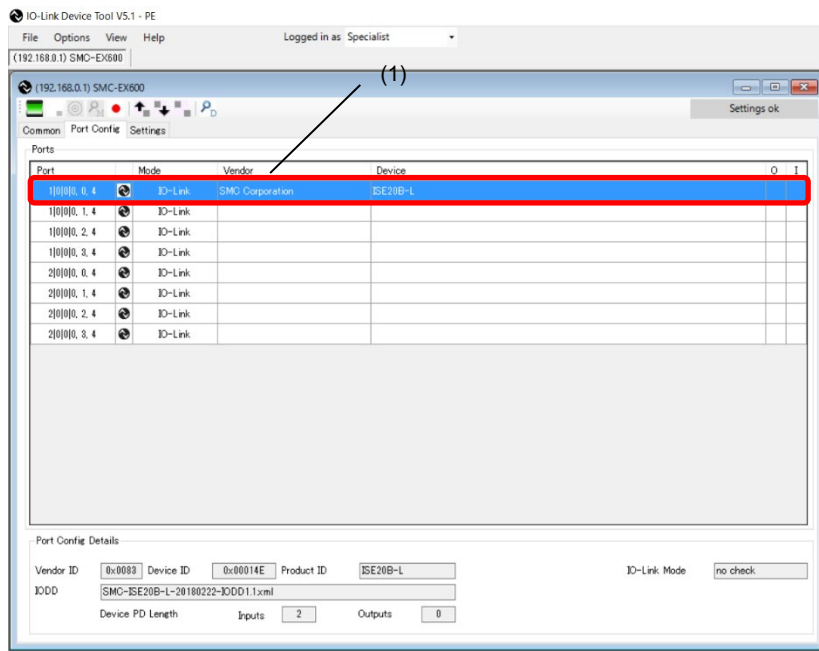 IO-Link Device Tool V5.1 - PE
File Options View Help Logged in as Specialist
(192.168.0.1) SMC-EX600
(1)
(192.168.0.1) SMC-EX600
Settings ok
Common Port Config Settings
Ports
Port Mode Vendor Device O I
1|0|0|0, 0, 4 IO-Link SMC Corporation ISE20B-L
1|0|0|0, 1, 4 IO-Link
1|0|0|0, 2, 4 IO-Link
1|0|0|0, 3, 4 IO-Link
2|0|0|0, 0, 4 IO-Link
2|0|0|0, 1, 4 IO-Link
2|0|0|0, 2, 4 IO-Link
2|0|0|0, 3, 4 IO-Link
Port Config Details
Vendor ID 0x0083 Device ID 0x00014E Product ID ISE20B-L IO-Link Mode no check
IODD SMC-ISE20B-L-20180222-IODD1.1.xml
Device PD Length Inputs 2 Outputs 0